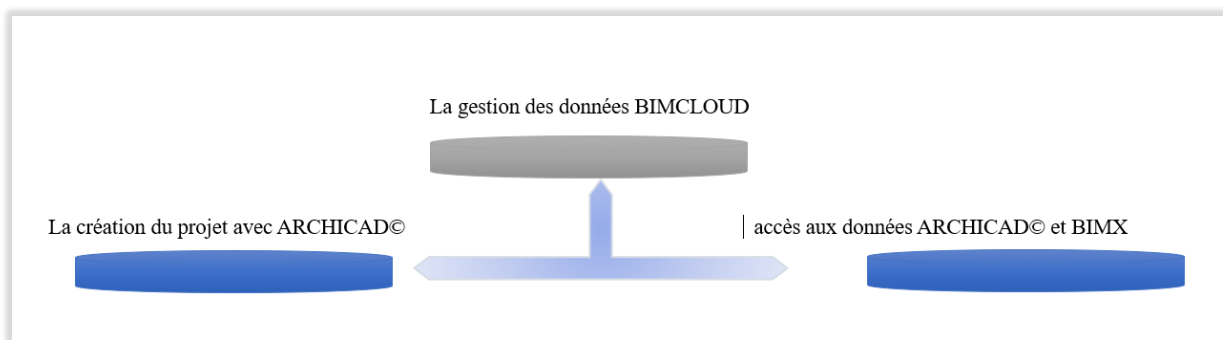 La gestion des données BIMCLOUD
La création du projet avec ARCHICAD©
accès aux données ARCHICAD© et BIMX